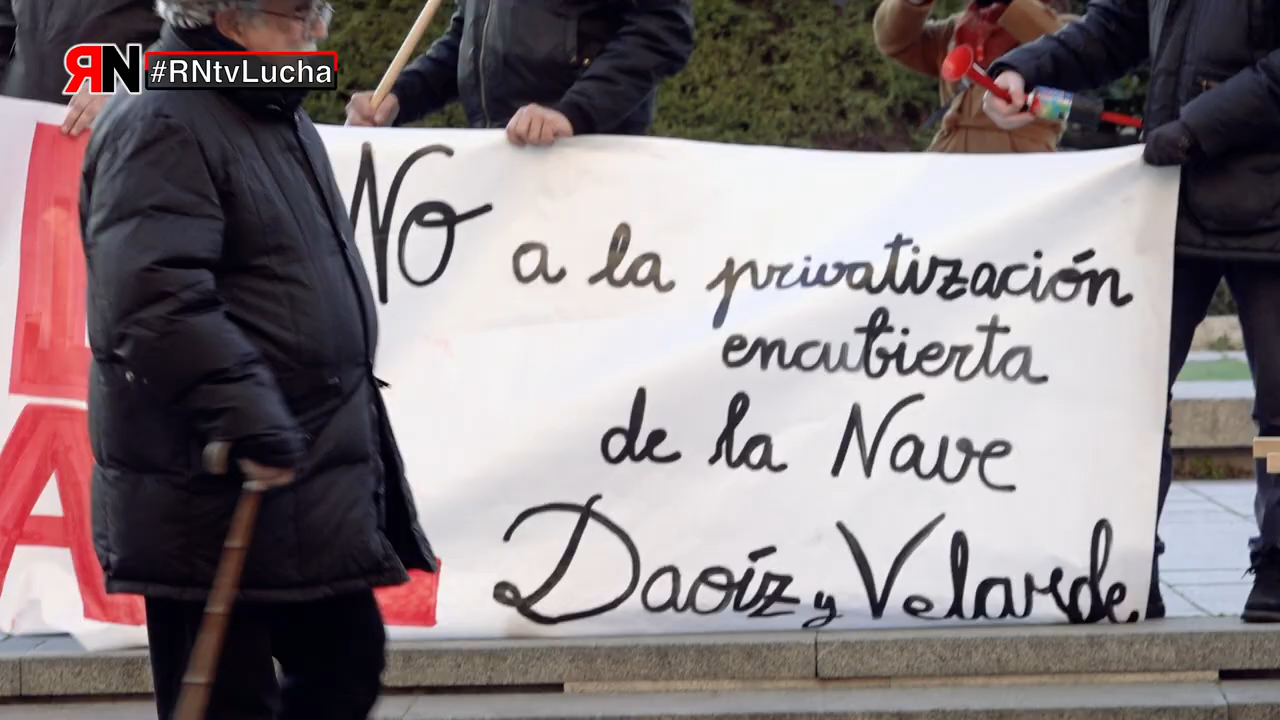 RN #RNtvLucha
No a la privatización
encubierta
de la Nave
Daoíz y Velarde